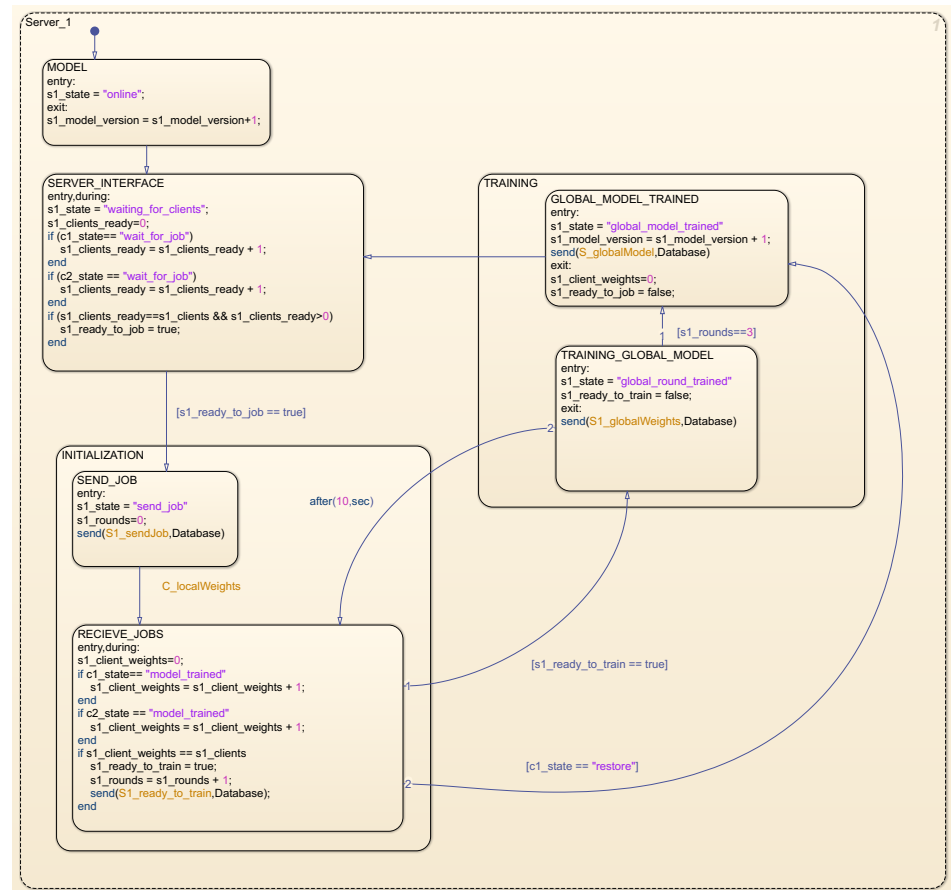 Server_1
1
MODEL
entry:
s1_state = "online";
exit:
s1_model_version = s1_model_version+1;
SERVER_INTERFACE
entry,during:
s1_state = "waiting_for_clients";
s1_clients_ready=0;
if (c1_state== "wait_for_job")
s1_clients_ready = s1_clients_ready + 1;
end
if (c2_state == "wait_for_job")
s1_clients_ready = s1_clients_ready + 1;
end
if (s1_clients_ready==s1_clients && s1_clients_ready>0)
s1_ready_to_job = true;
end
[s1_ready_to_job == true]
TRAINING
GLOBAL_MODEL_TRAINED
entry:
s1_state = "global_model_trained"
s1_model_version = s1_model_version + 1;
send(S_globalModel,Database)
exit:
s1_client_weights=0;
s1_ready_to_job = false;
1
[s1_rounds==3]
TRAINING_GLOBAL_MODEL
entry:
s1_state = "global_round_trained"
s1_ready_to_train = false;
exit:
send(S1_globalWeights,Database)
2
after(10,sec)
INITIALIZATION
SEND_JOB
entry:
s1_state = "send_job"
s1_rounds=0;
send(S1_sendJob,Database)
C_localWeights
RECIEVE_JOBS
entry,during:
s1_client_weights=0;
if c1_state== "model_trained"
s1_client_weights = s1_client_weights + 1;
end
if c2_state == "model_trained"
s1_client_weights = s1_client_weights + 1;
end
if s1_client_weights == s1_clients
s1_ready_to_train = true;
s1_rounds = s1_rounds + 1;
send(S1_ready_to_train,Database);
end
1
[s1_ready_to_train == true]
2
[c1_state == "restore"]